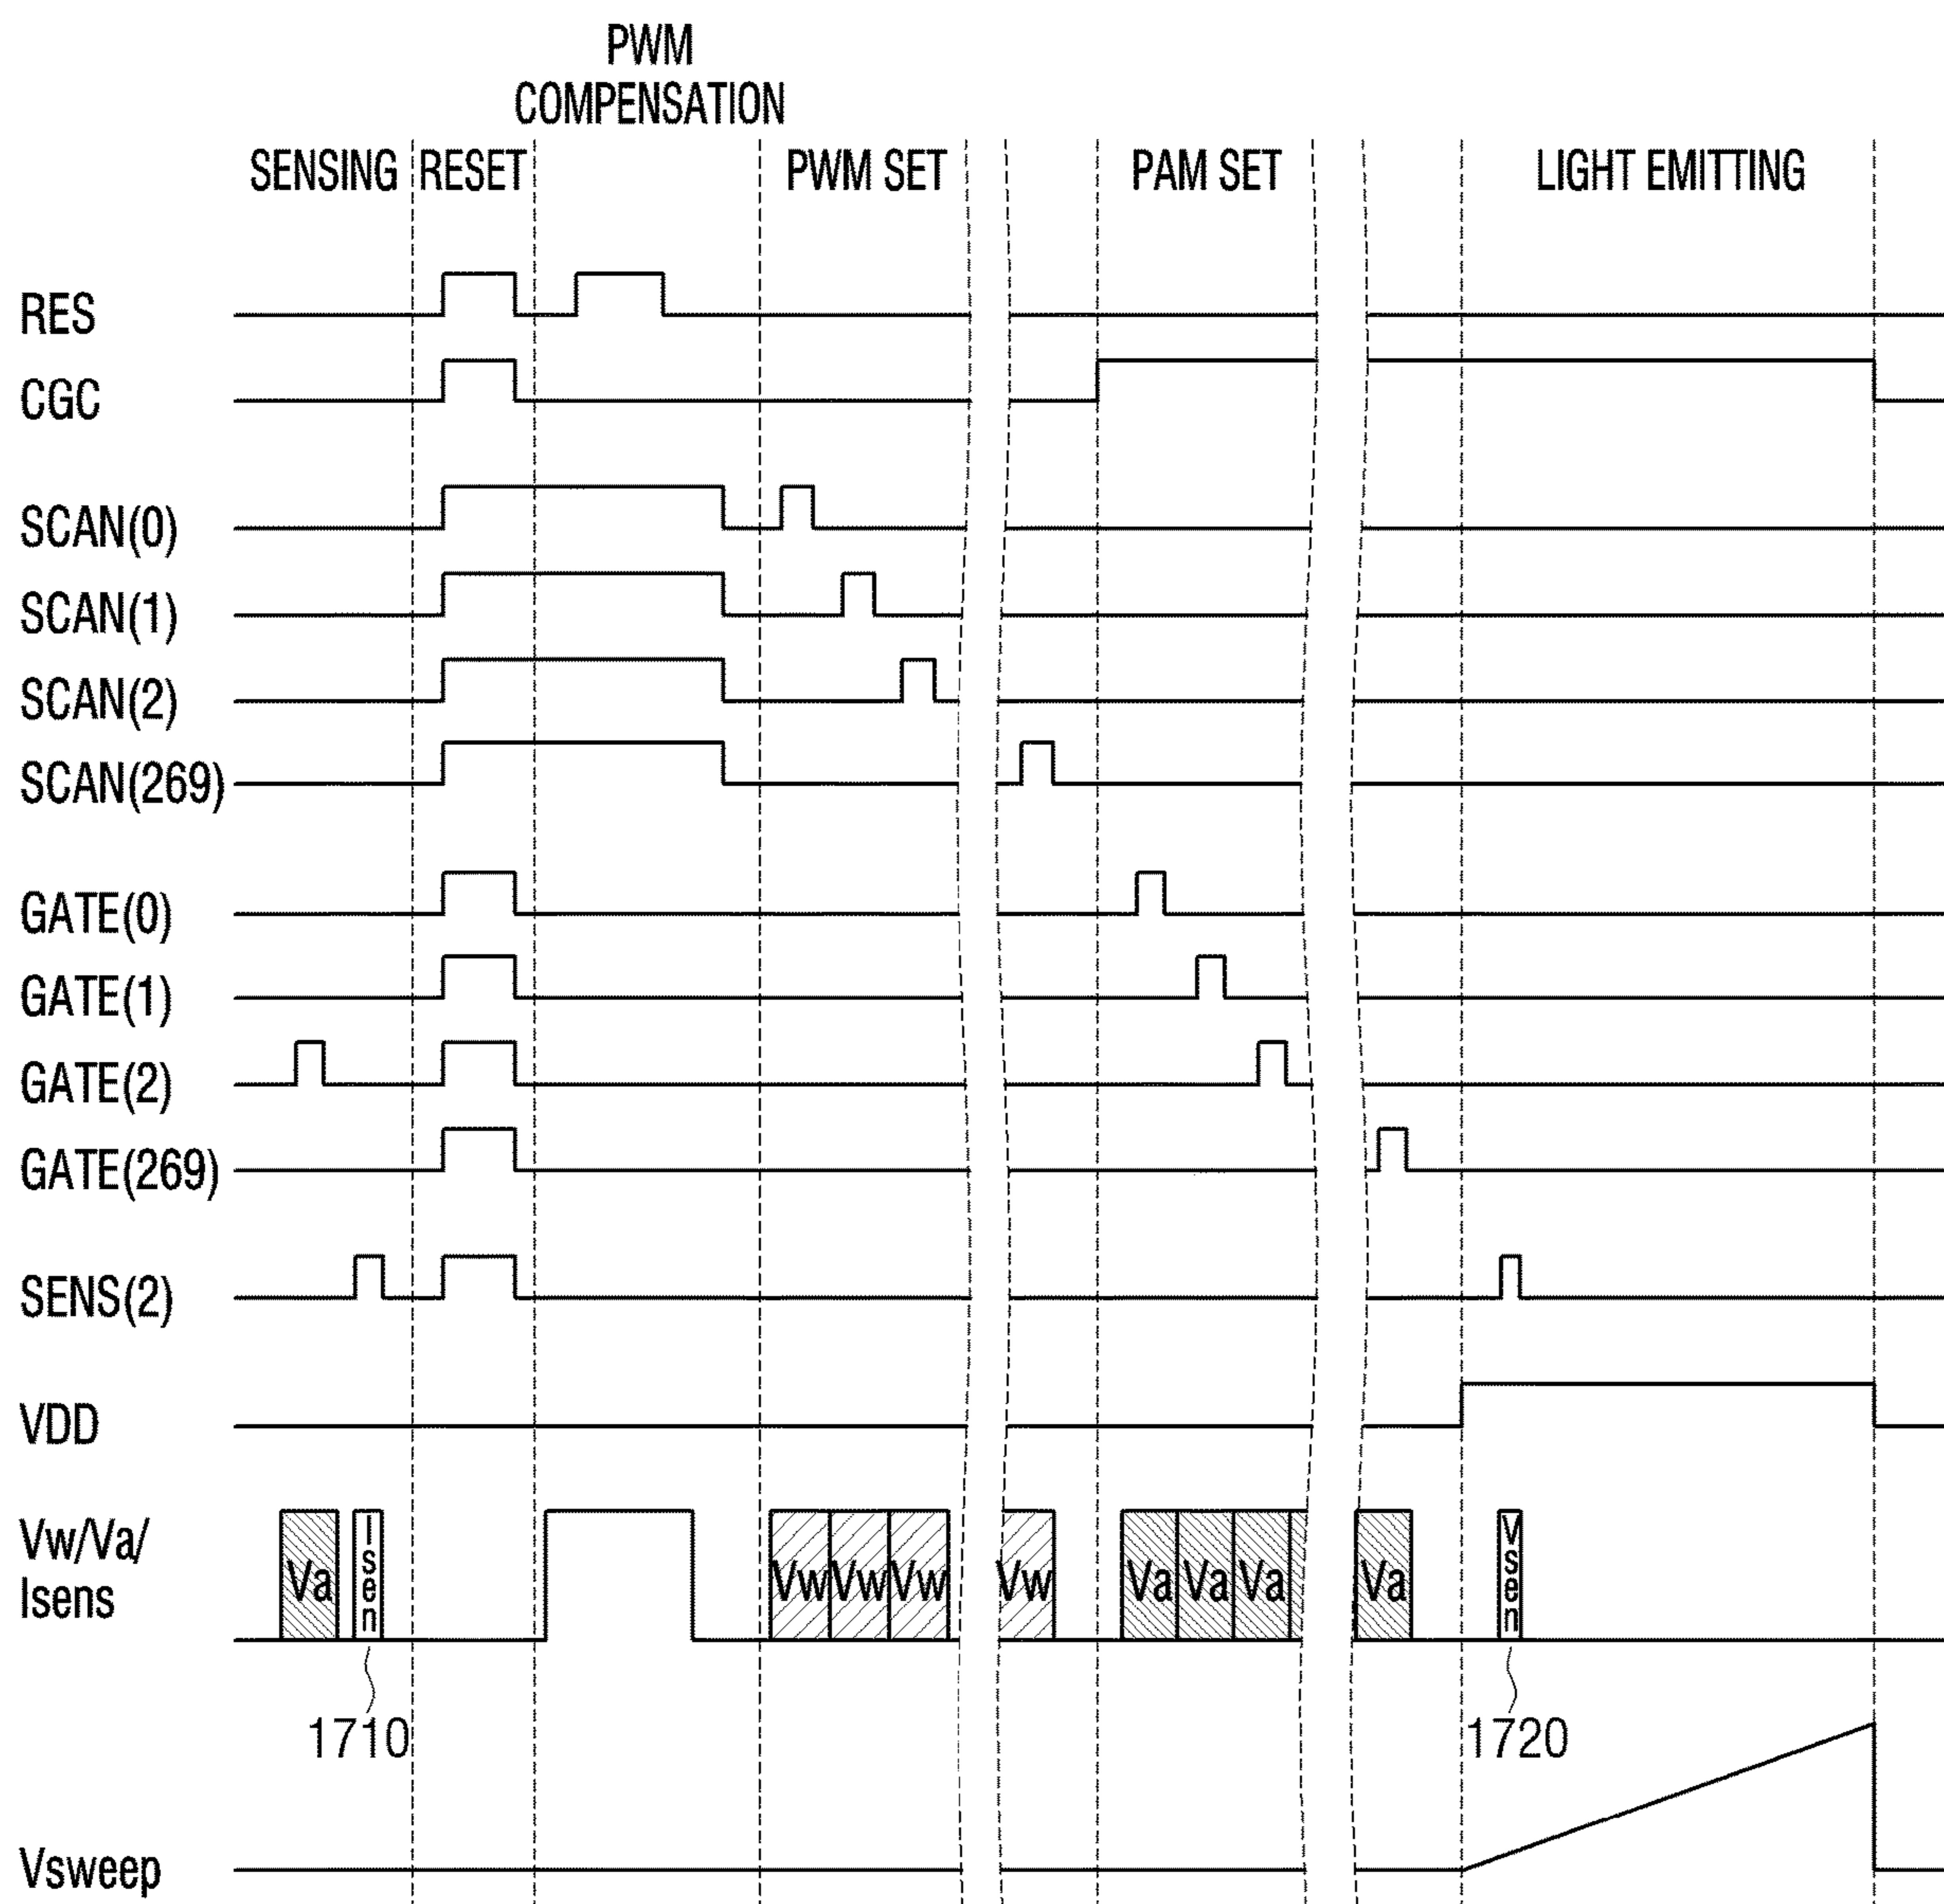 PWM
COMPENSATION
SENSING RESET PWM SET PAM SET LIGHT EMITTING
RES
CGC
SCAN(0)
SCAN(1)
SCAN(2)
SCAN(269)
GATE(0)
GATE(1)
GATE(2)
GATE(269)
SENS(2)
VDD
Vw/Va/
Isens
Va Isen Vw Vw Vw Vw Va Va Va Va Vsen
1710 1720
Vsweep